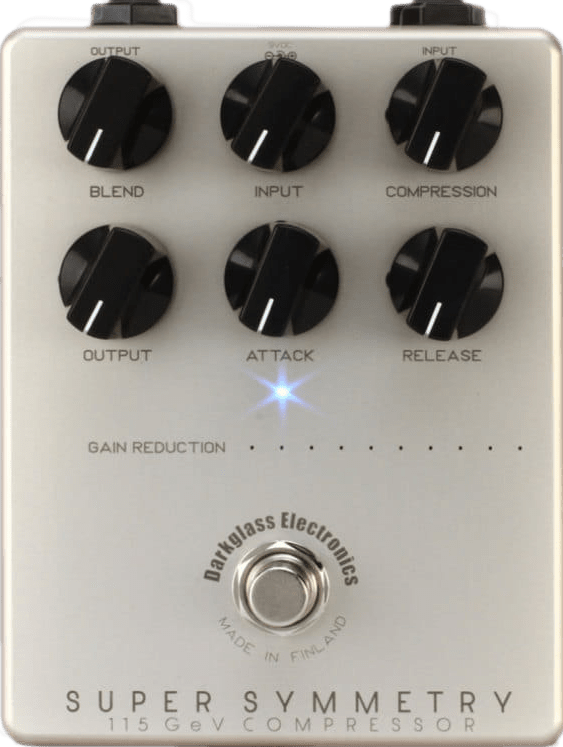 OUTPUT 9VDC INPUT
BLEND INPUT COMPRESSION
OUTPUT ATTACK RELEASE
GAIN REDUCTION
Darkglass Electronics
MADE IN FINLAND
SUPER SYMMETRY
115 GeV COMPRESSOR